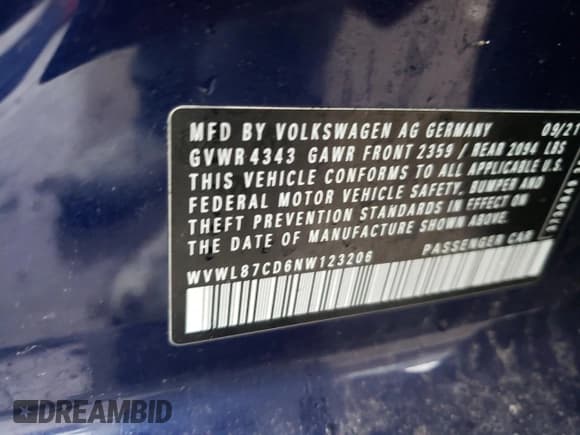 MFD BY VOLKSWAGEN AG GERMANY 09/21
GVWR 4343 GAWR FRONT 2359 / REAR 2094 LBS
THIS VEHICLE CONFORMS TO ALL APPLICABLE U.S.
FEDERAL MOTOR VEHICLE SAFETY, BUMPER AND
THEFT PREVENTION STANDARDS IN EFFECT ON
THE DATE OF MANUFACTURE SHOWN ABOVE.
WVWL87CD6NW123206 PASSENGER CAR
DREAMBID